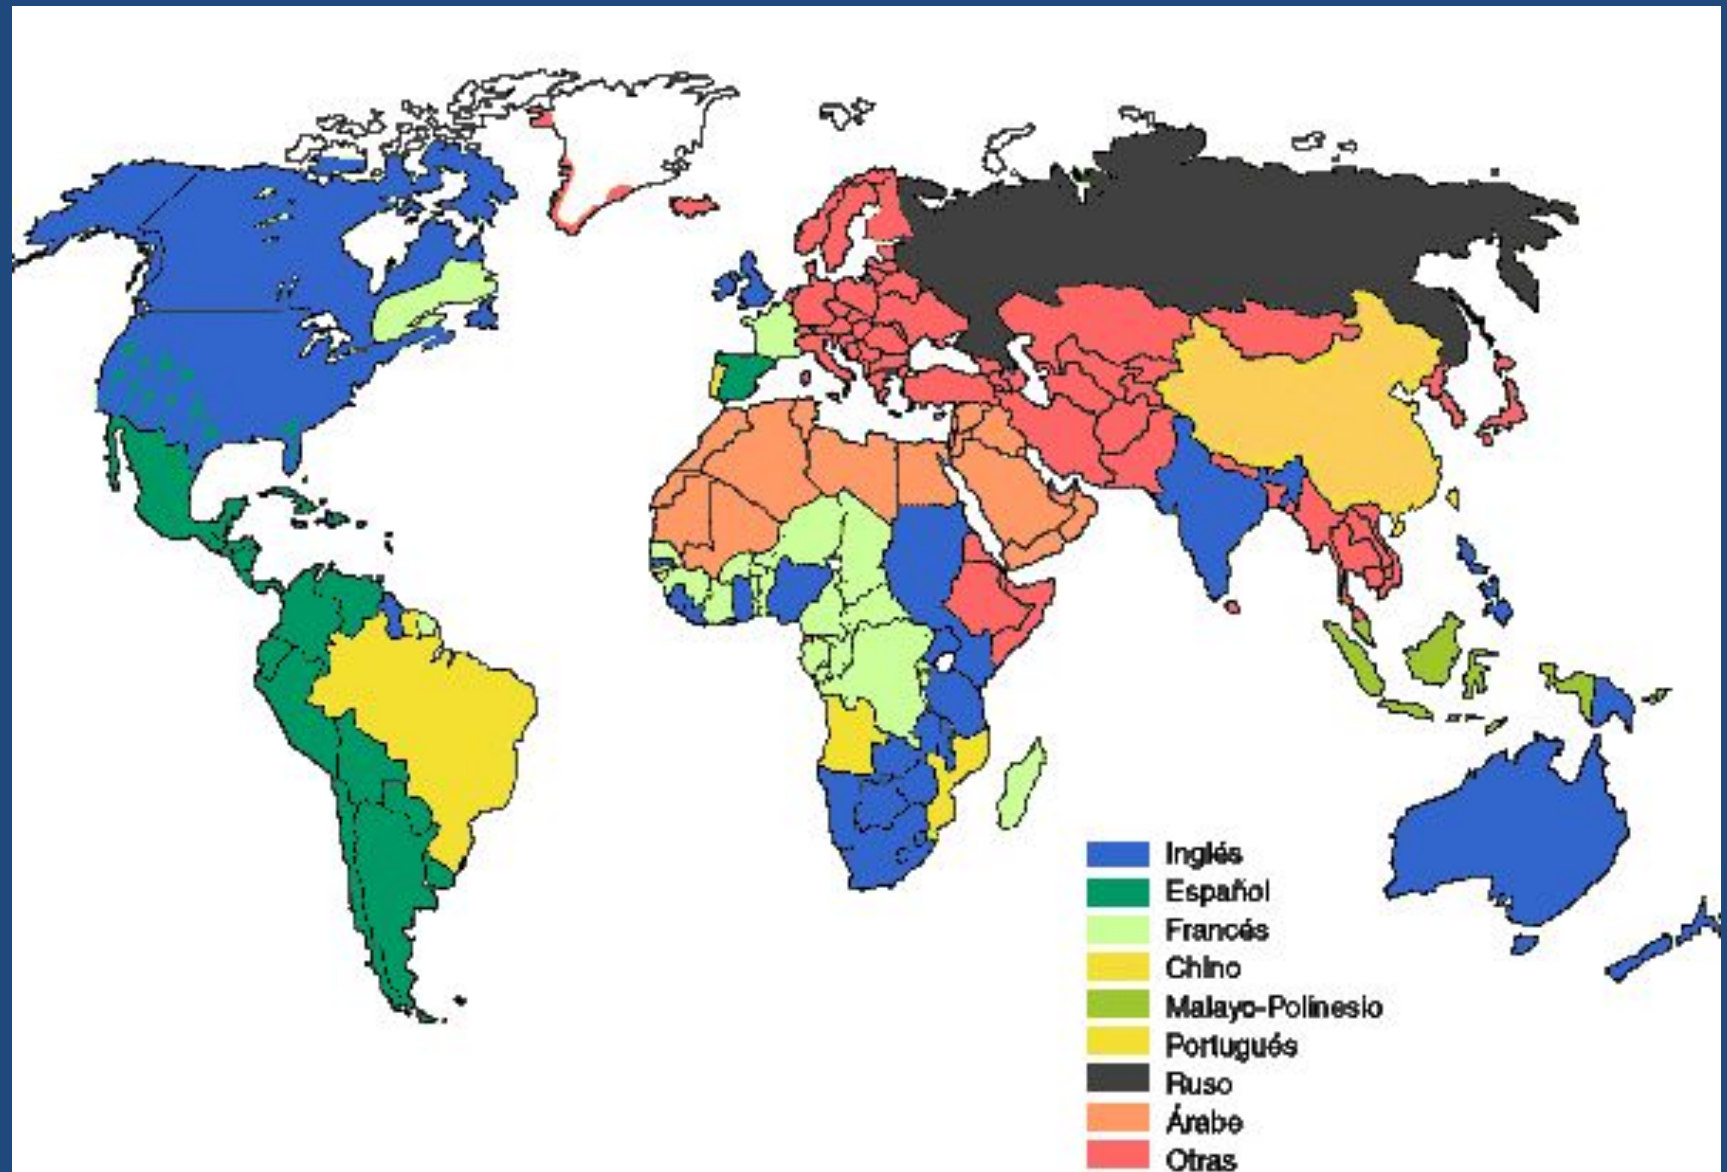 Inglés
Español
Francés
Chino
Malayo-Polinesio
Portugués
Ruso
Árabe
Otras